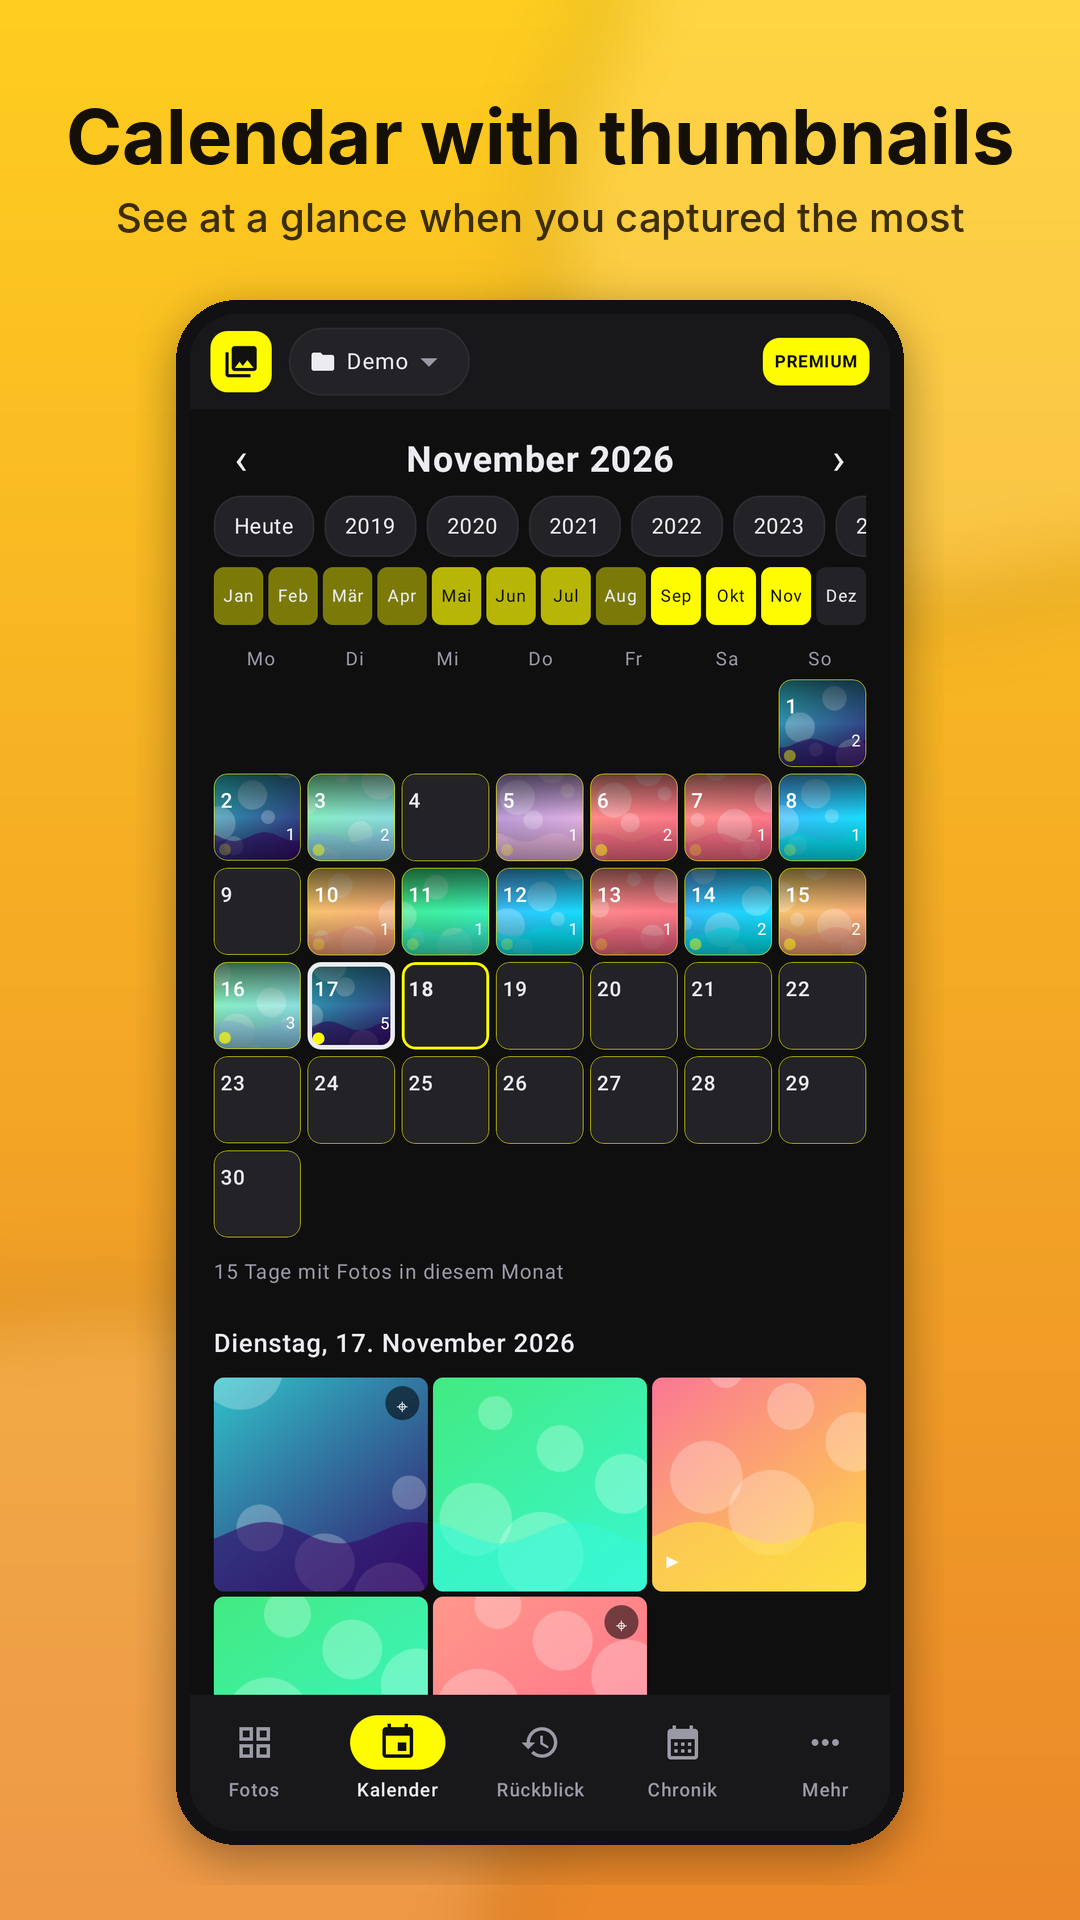 Calendar with thumbnails
See at a glance when you captured the most
Demo
PREMIUM
‹ November 2026 ›
Heute 2019 2020 2021 2022 2023 2
Jan Feb Mär Apr Mai Jun Jul Aug Sep Okt Nov Dez
Mo Di Mi Do Fr Sa So
1
2
2 3 4 5 6 7 8
1 2 1 2 1 1
9 10 11 12 13 14 15
1 1 1 1 2 2
16 17 18 19 20 21 22
3 5
23 24 25 26 27 28 29
30
15 Tage mit Fotos in diesem Monat
Dienstag, 17. November 2026
Fotos Kalender Rückblick Chronik Mehr